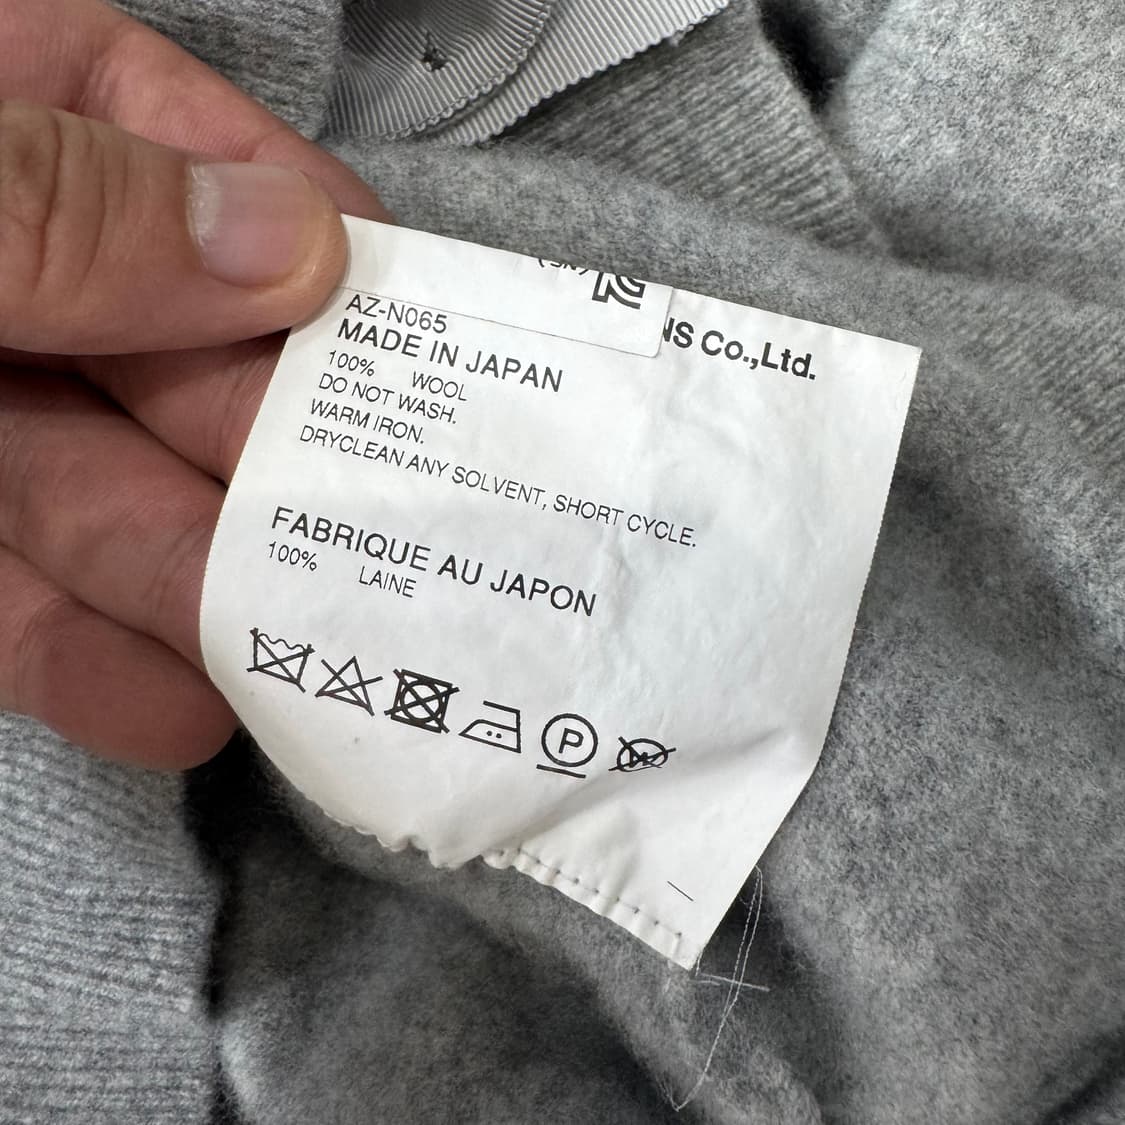 AZ-N065
NS Co.,Ltd.
MADE IN JAPAN
100% WOOL
DO NOT WASH.
WARM IRON.
DRYCLEAN ANY SOLVENT, SHORT CYCLE.
FABRIQUE AU JAPON
100% LAINE
P
W